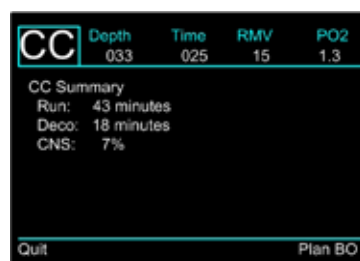 CC Depth Time RMV PO2
033 025 15 1.3
CC Summary
Run: 43 minutes
Deco: 18 minutes
CNS: 7%
Quit Plan BO